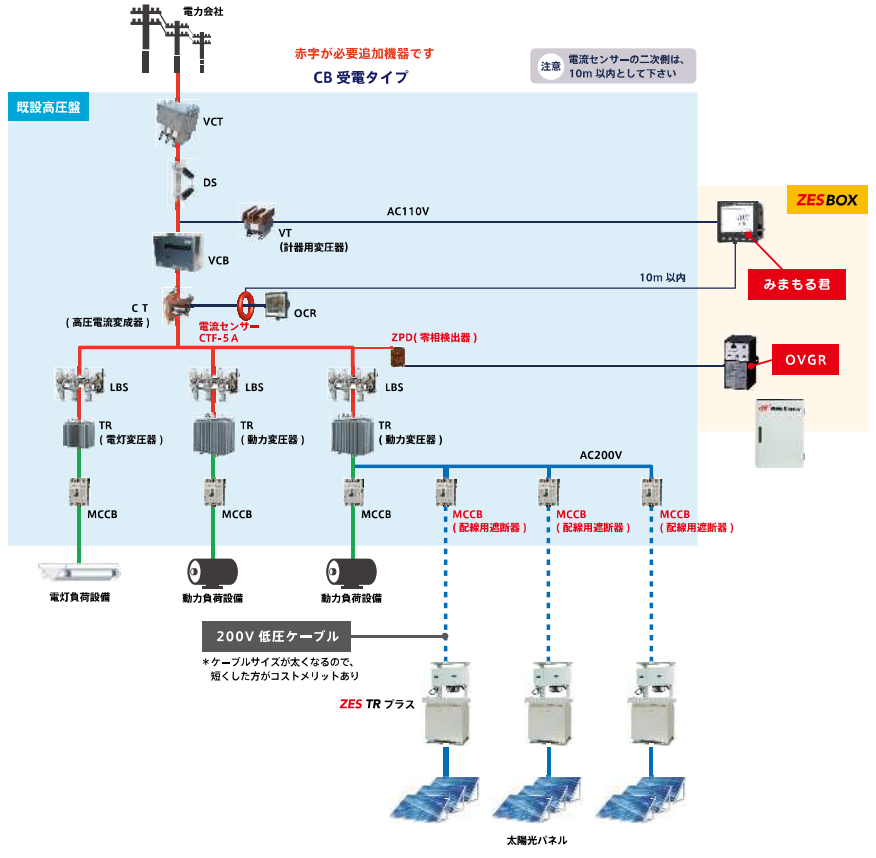 電力会社
赤字が必要追加機器です
CB 受電タイプ
注意
電流センサーの二次側は、
10m 以内として下さい
既設高圧盤
VCT
DS
AC110V
ZES BOX
VT
(計器用変圧器)
VCB
10m 以内
みまもる君
C T
(高圧電流変成器)
OCR
電流センサー
CTF-5A
ZPD(零相検出器)
OVGR
LBS
LBS
LBS
TR
(電灯変圧器)
TR
(動力変圧器)
TR
(動力変圧器)
AC200V
MCCB
MCCB
MCCB
MCCB
(配線用遮断器)
MCCB
(配線用遮断器)
MCCB
(配線用遮断器)
電灯負荷設備
動力負荷設備
動力負荷設備
200V 低圧ケーブル
＊ケーブルサイズが太くなるので、
短くした方がコストメリットあり
ZES TR プラス
太陽光パネル